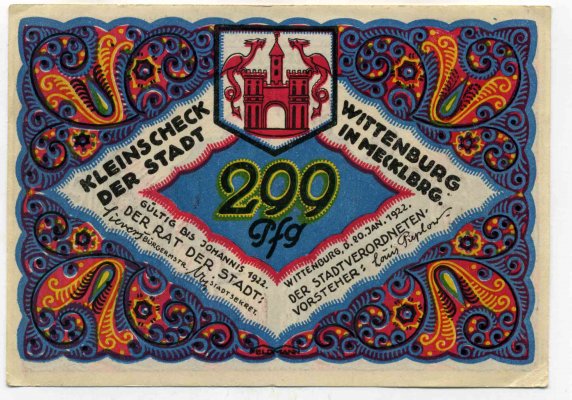 KLEINSCHECK
DER STADT
WITTENBURG
IN MECKLBRG.
299
Pfg
GÜLTIG BIS JOHANNIS 1922.
DER RAT DER STADT:
BÜRGERMSTR.
STADTSEKRET.
WITTENBURG, D. 20. JAN. 1922.
DER STADTVERORDNETEN-
VORSTEHER: